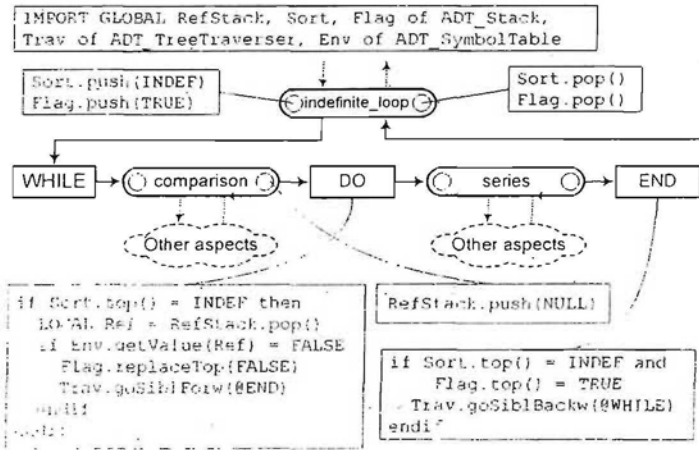 IMPORT GLOBAL RefStack, Sort, Flag of ADT_Stack,
Trav of ADT_TreeTraverser, Env of ADT_SymbolTable
Sort.push(INDEF)
Flag.push(TRUE)
indefinite_loop
Sort.pop()
Flag.pop()
WHILE
comparison
DO
series
END
Other aspects
Other aspects
if Sort.top() = INDEF then
LOCAL Ref = RefStack.pop()
if Env.getValue(Ref) = FALSE
Flag.replaceTop(FALSE)
Trav.goSiblForw(@END)
endif
RefStack.push(NULL)
if Sort.top() = INDEF and
Flag.top() = TRUE
Trav.goSiblBackw(@WHILE)
endif